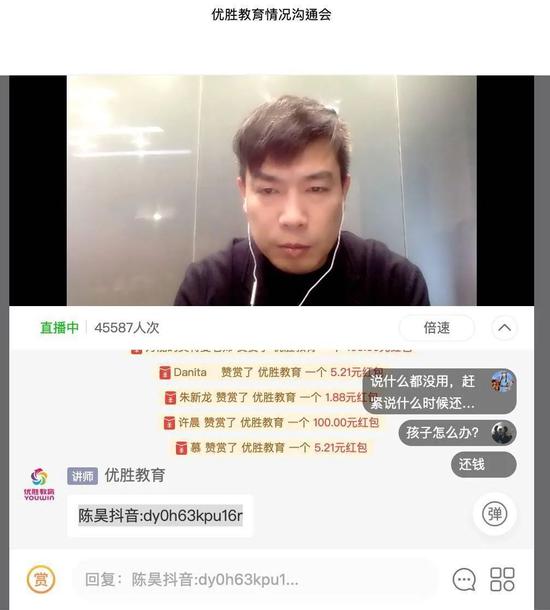 优胜教育情况沟通会
直播中
45587人次
倍速
Danita 赞赏了 优胜教育 一个 5.21元红包
说什么都没用，赶
紧说什么时候还...
朱新龙 赞赏了 优胜教育 一个 1.88元红包
许晨 赞赏了 优胜教育 一个 100.00元红包
孩子怎么办？
慕 赞赏了 优胜教育 一个 5.21元红包
还钱
讲师 优胜教育
优胜教育
YOUWIN
陈昊抖音:dy0h63kpu16r
弹
赏
回复：陈昊抖音:dy0h63kpu1...